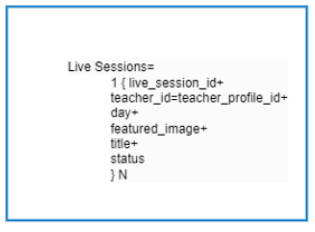 Live Sessions=
1 { live_session_id+
teacher_id=teacher_profile_id+
day+
featured_image+
title+
status
} N